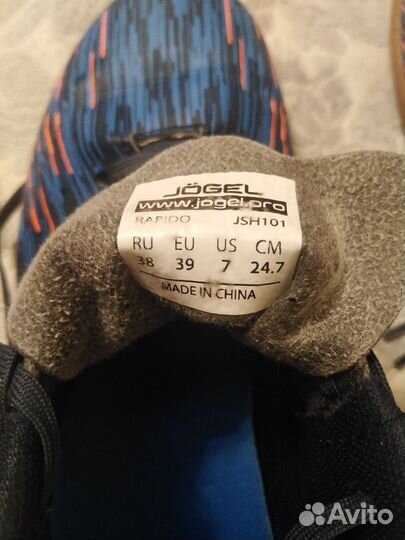 JÖGEL
www.jogel.pro
RAPIDO JSH101
RU EU US CM
38 39 7 24.7
MADE IN CHINA
Avito